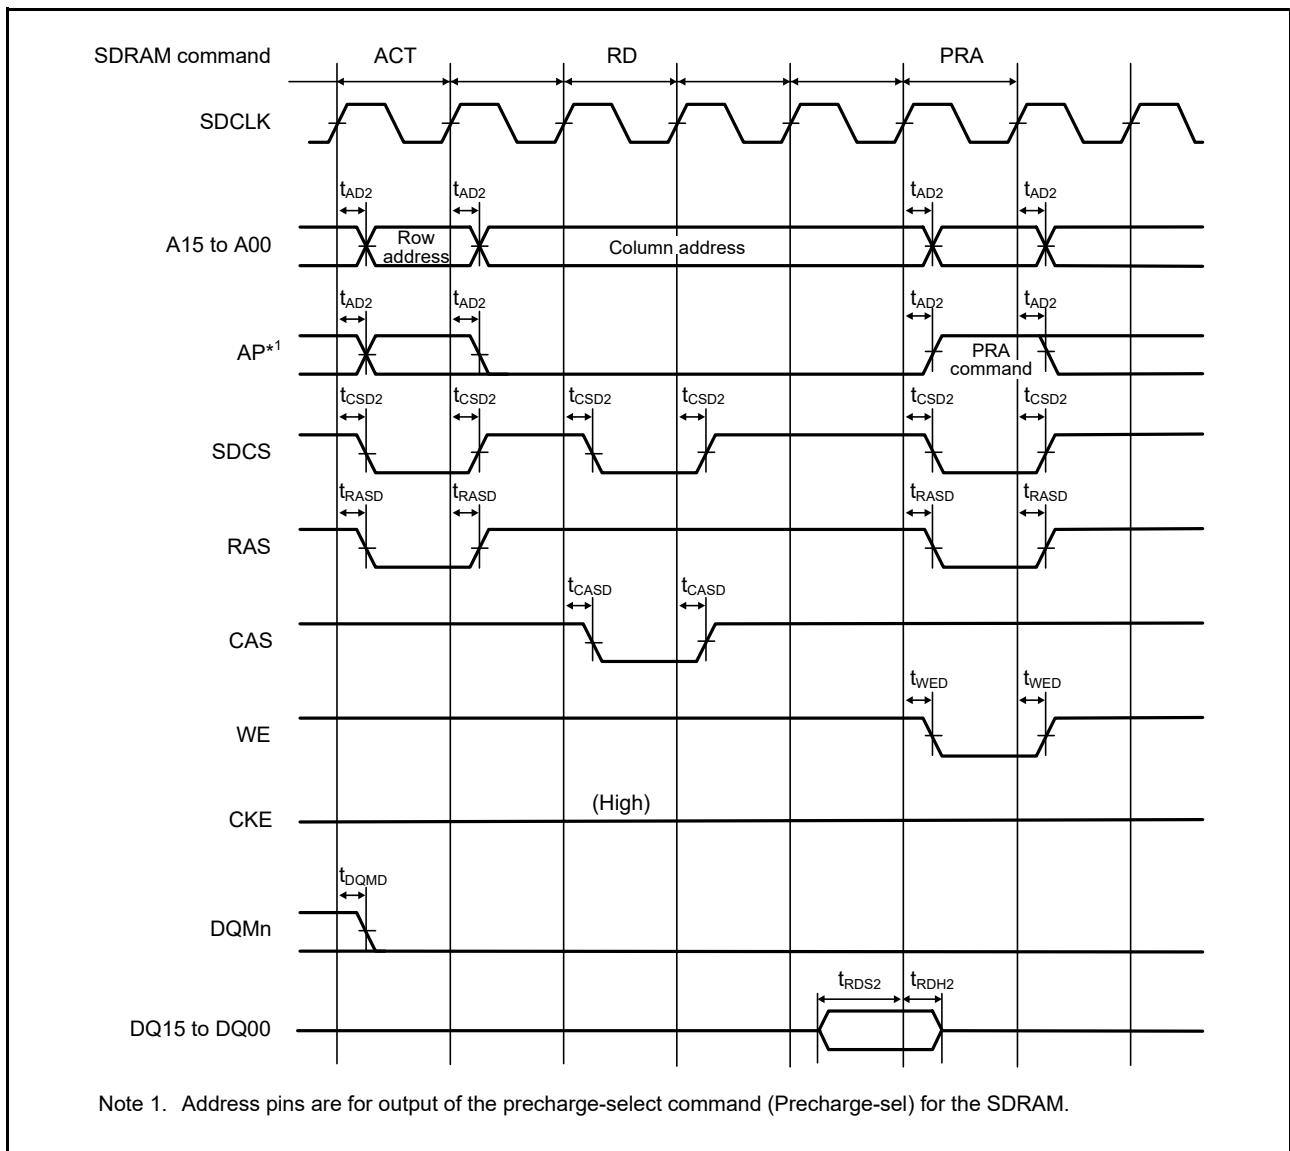 SDRAM command ACT RD PRA
SDCLK
tAD2 tAD2 tAD2 tAD2
A15 to A00 Row address Column address
tAD2 tAD2 tAD2 tAD2
AP*1 PRA command
tCSD2 tCSD2 tCSD2 tCSD2 tCSD2 tCSD2
SDCS
tRASD tRASD tRASD tRASD
RAS
tCASD tCASD
CAS
tWED tWED
WE
(High)
CKE
tDQMD
DQMn
tRDS2 tRDH2
DQ15 to DQ00
Note 1. Address pins are for output of the precharge-select command (Precharge-sel) for the SDRAM.